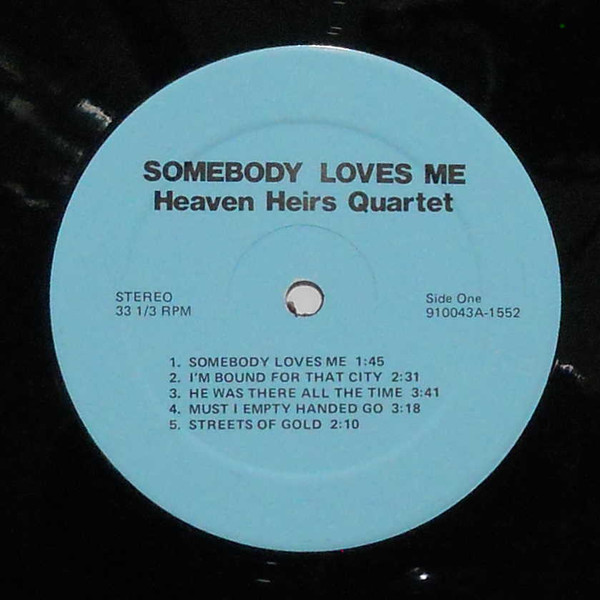 SOMEBODY LOVES ME
Heaven Heirs Quartet
STEREO
33 1/3 RPM
Side One
910043A-1552
1. SOMEBODY LOVES ME 1:45
2. I'M BOUND FOR THAT CITY 2:31
3. HE WAS THERE ALL THE TIME 3:41
4. MUST I EMPTY HANDED GO 3:18
5. STREETS OF GOLD 2:10